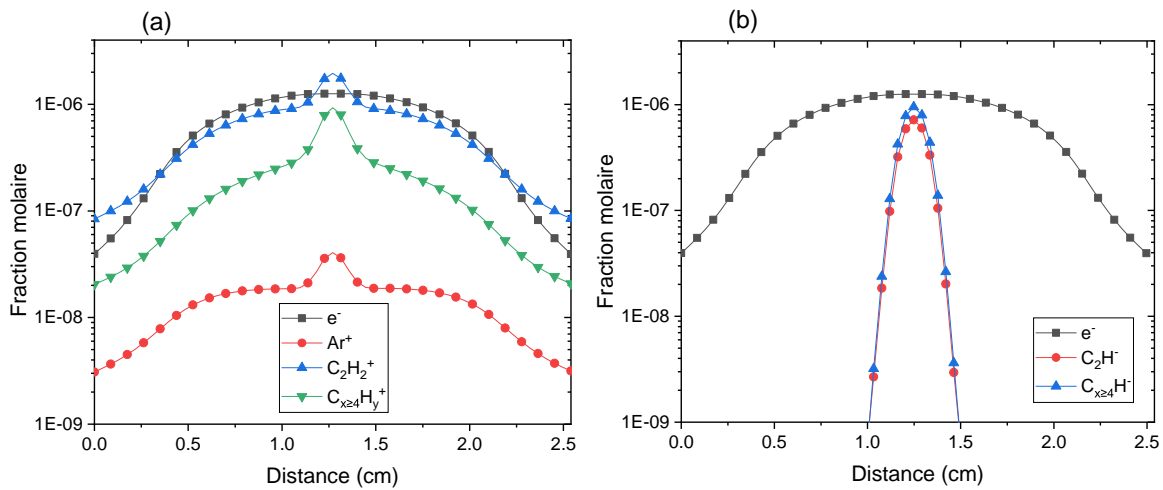 (a)
Fraction molaire
1E-06
1E-07
1E-08
1E-09
e⁻
Ar⁺
C₂H₂⁺
Cₓ≥₄Hᵧ⁺
0.0 0.5 1.0 1.5 2.0 2.5
Distance (cm)
(b)
Fraction molaire
1E-06
1E-07
1E-08
1E-09
e⁻
C₂H⁻
Cₓ≥₄H⁻
0.0 0.5 1.0 1.5 2.0 2.5
Distance (cm)